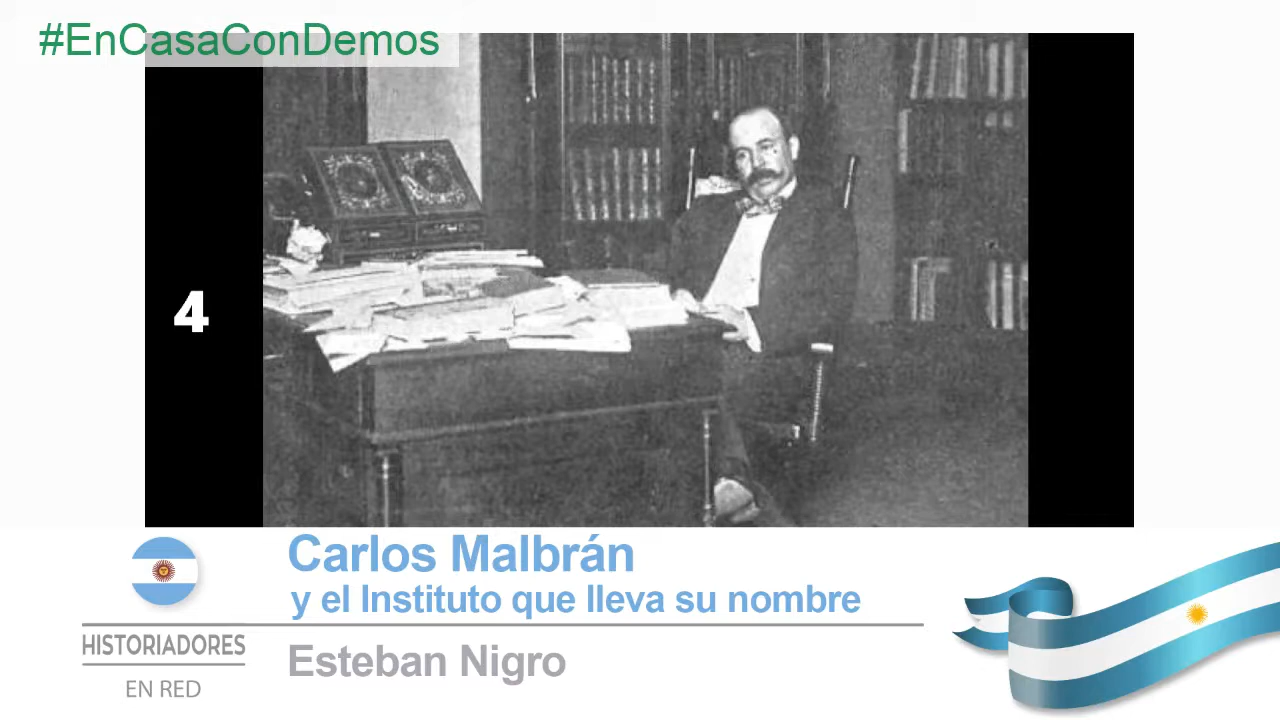 #EnCasaConDemos
4
Carlos Malbrán
y el Instituto que lleva su nombre
HISTORIADORES
EN RED
Esteban Nigro